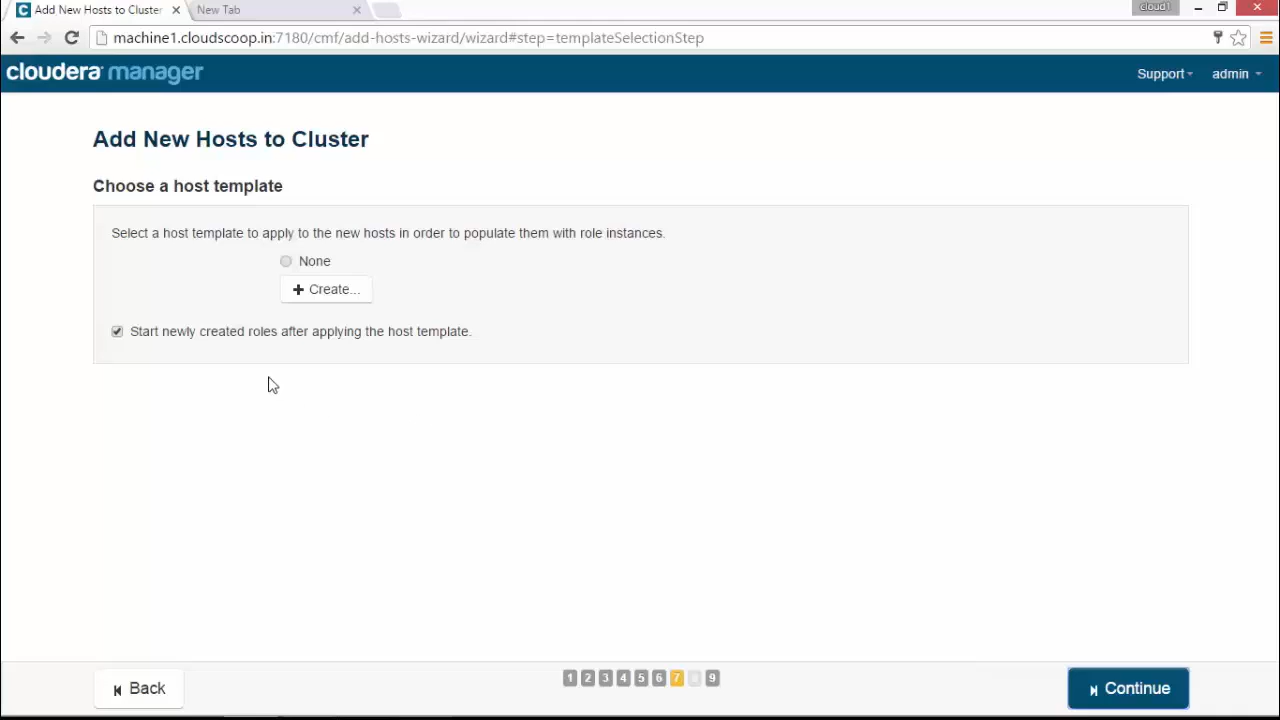 Add New Hosts to Cluster
New Tab
cloud1
machine1.cloudscoop.in:7180/cmf/add-hosts-wizard/wizard#step=templateSelectionStep
cloudera manager
Support
admin
Add New Hosts to Cluster
Choose a host template
Select a host template to apply to the new hosts in order to populate them with role instances.
None
Create...
Start newly created roles after applying the host template.
Back
1 2 3 4 5 6 7 8 9
Continue